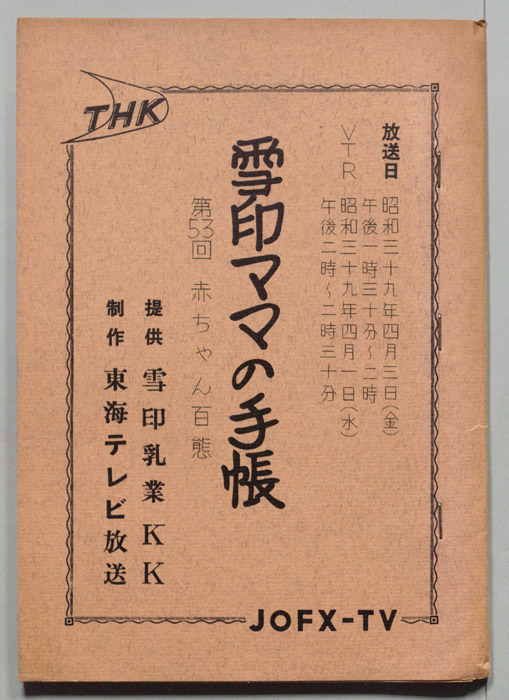 THK
放送日 昭和三十九年四月三日(金)
午後一時三十分〜二時
VTR 昭和三十九年四月一日(水)
午後二時〜二時三十分
雪印ママの手帳
第53回 赤ちゃん百態
提供 雪印乳業KK
制作 東海テレビ放送
JOFX-TV